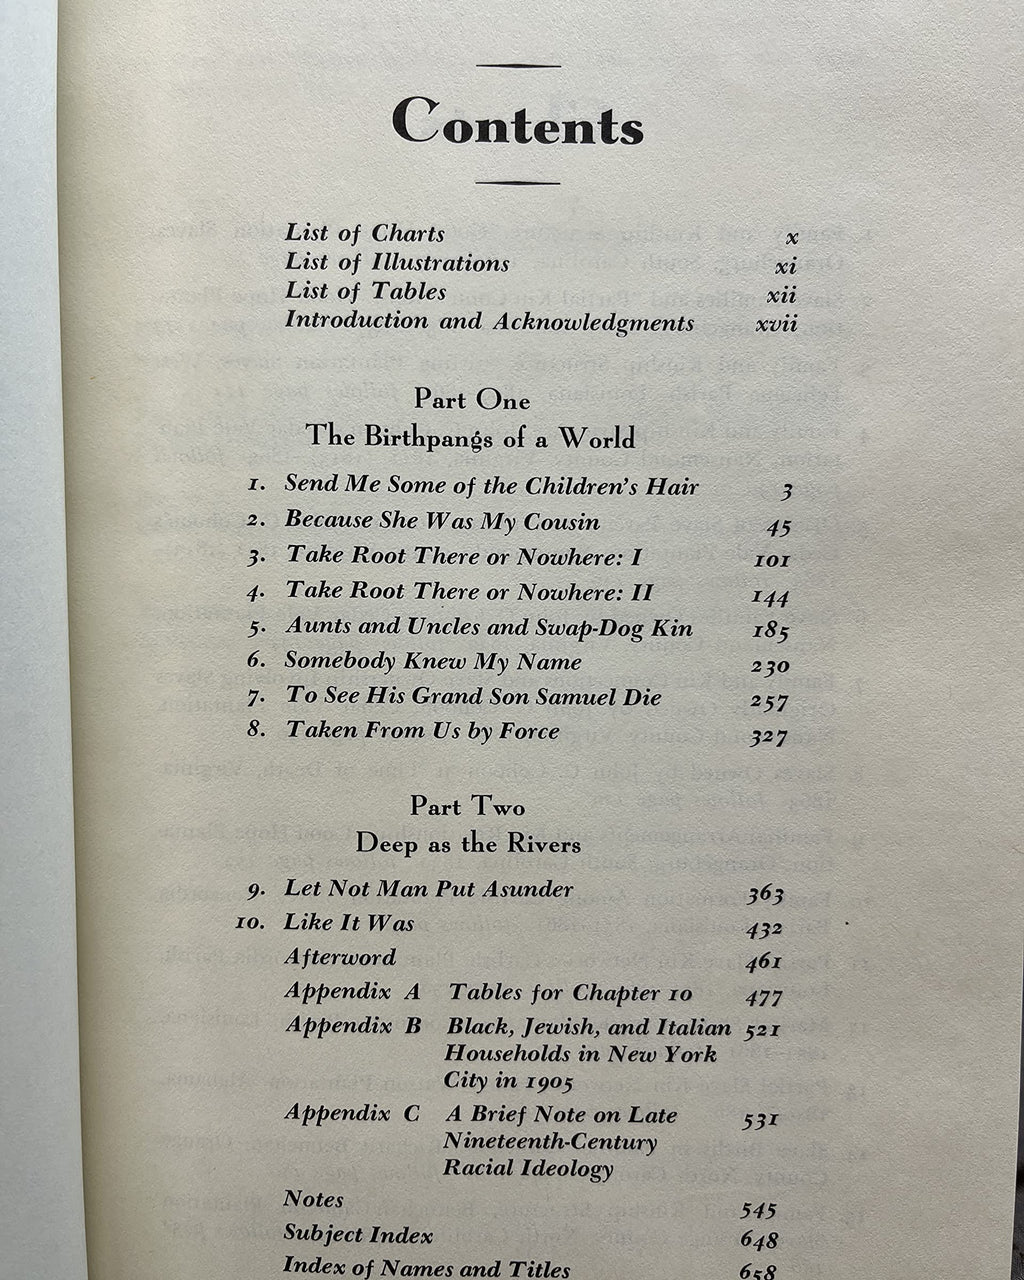 Contents
List of Charts x
List of Illustrations xi
List of Tables xii
Introduction and Acknowledgments xvii
Part One
The Birthpangs of a World
1. Send Me Some of the Children's Hair 3
2. Because She Was My Cousin 45
3. Take Root There or Nowhere: I 101
4. Take Root There or Nowhere: II 144
5. Aunts and Uncles and Swap-Dog Kin 185
6. Somebody Knew My Name 230
7. To See His Grand Son Samuel Die 257
8. Taken From Us by Force 327
Part Two
Deep as the Rivers
9. Let Not Man Put Asunder 363
10. Like It Was 432
Afterword 461
Appendix A Tables for Chapter 10 477
Appendix B Black, Jewish, and Italian 521
Households in New York
City in 1905
Appendix C A Brief Note on Late 531
Nineteenth-Century
Racial Ideology
Notes 545
Subject Index 648
Index of Names and Titles 658